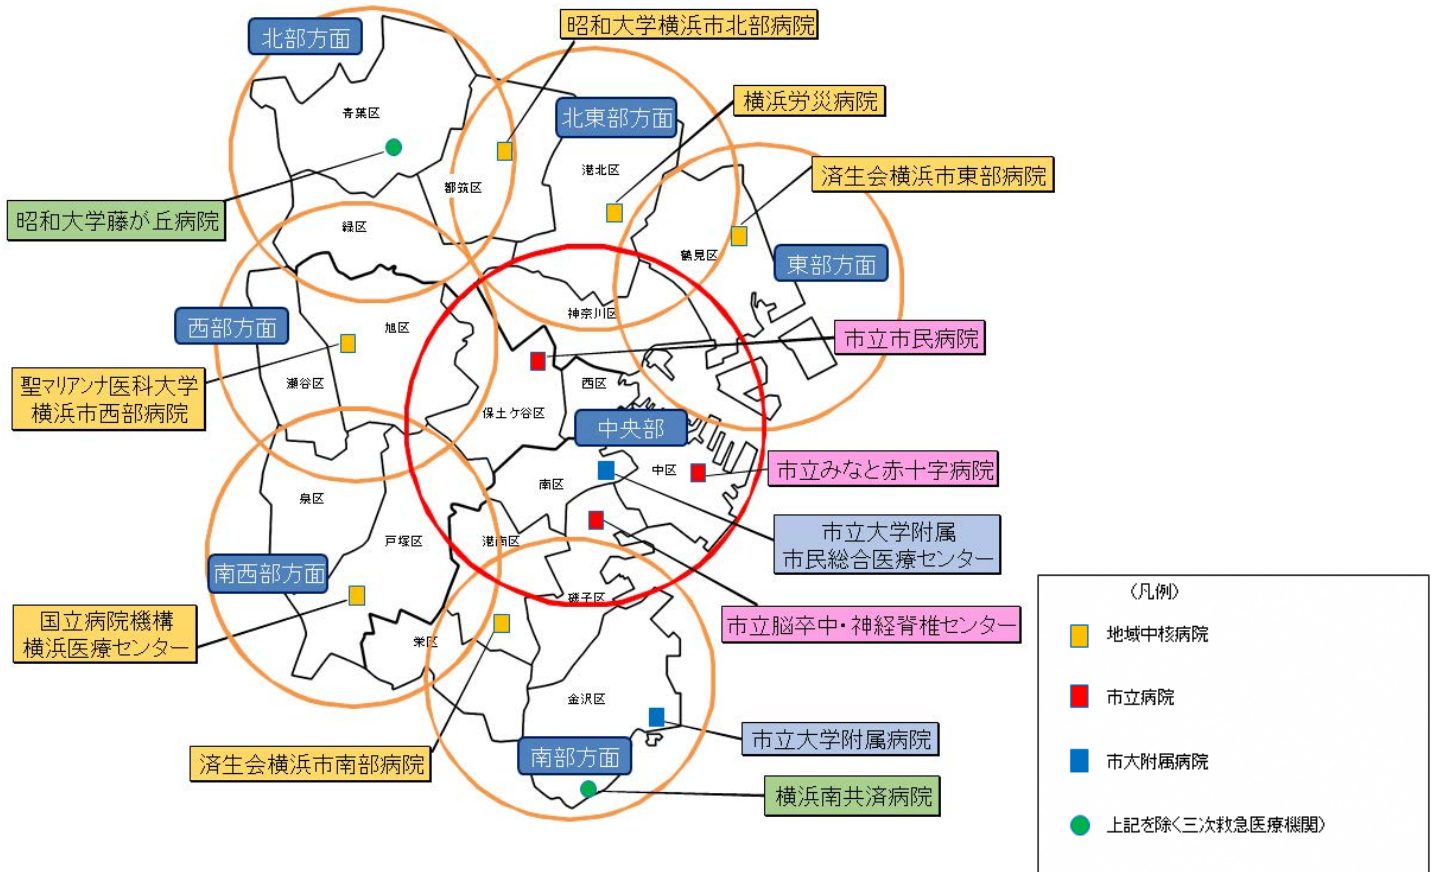 北部方面
昭和大学横浜市北部病院
青葉区
北東部方面
横浜労災病院
港北区
都筑区
済生会横浜市東部病院
昭和大学藤が丘病院
緑区
鶴見区
東部方面
西部方面
旭区
神奈川区
市立市民病院
聖マリアンナ医科大学
横浜市西部病院
瀬谷区
西区
保土ケ谷区
中央部
市立みなと赤十字病院
中区
南区
泉区
戸塚区
港南区
市立大学附属
市民総合医療センター
南西部方面
国立病院機構
横浜医療センター
磯子区
市立脳卒中・神経脊椎センター
栄区
金沢区
市立大学附属病院
済生会横浜市南部病院
南部方面
横浜南共済病院
(凡例)
地域中核病院
市立病院
市大附属病院
上記を除く三次救急医療機関)